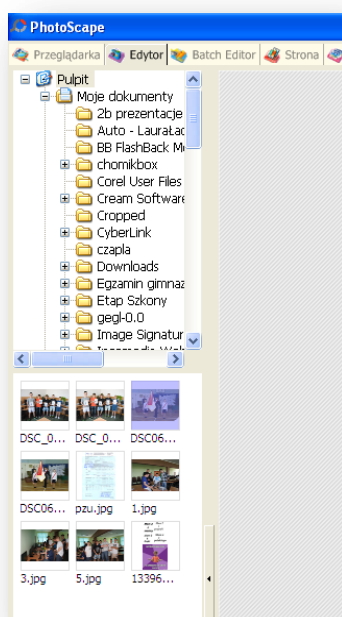 PhotoScape
Przeglądarka Edytor Batch Editor Strona
Pulpit
Moje dokumenty
2b prezentacje
Auto - LauraŁac
BB FlashBack M
chomikbox
Corel User Files
Cream Software
Cropped
CyberLink
czapla
Downloads
Egzamin gimnaz
Etap Szkony
gegl-0.0
Image Signatur
DSC_0... DSC_0... DSC06...
DSC06... pzu.jpg 1.jpg
3.jpg 5.jpg 13396...